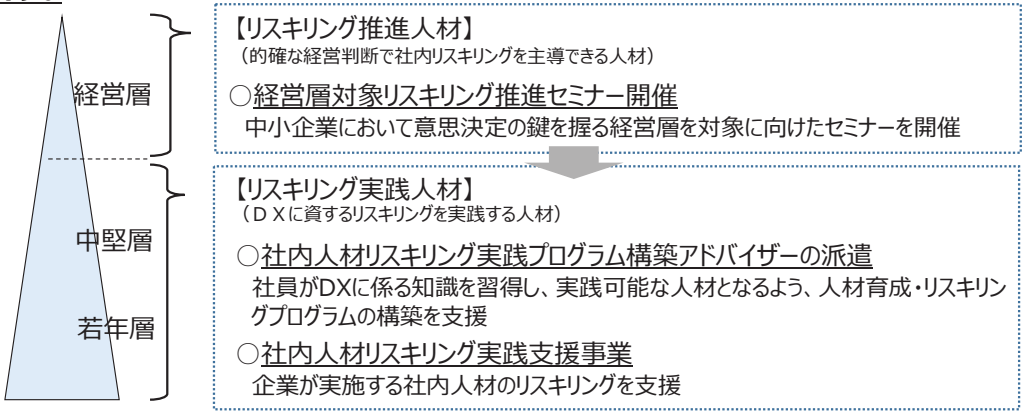 経営層
中堅層
若年層
【リスキリング推進人材】
（的確な経営判断で社内リスキリングを主導できる人材）
○経営層対象リスキリング推進セミナー開催
中小企業において意思決定の鍵を握る経営層を対象に向けたセミナーを開催
【リスキリング実践人材】
（ＤＸに資するリスキリングを実践する人材）
○社内人材リスキリング実践プログラム構築アドバイザーの派遣
社員がDXに係る知識を習得し、実践可能な人材となるよう、人材育成・リスキリン
グプログラムの構築を支援
○社内人材リスキリング実践支援事業
企業が実施する社内人材のリスキリングを支援